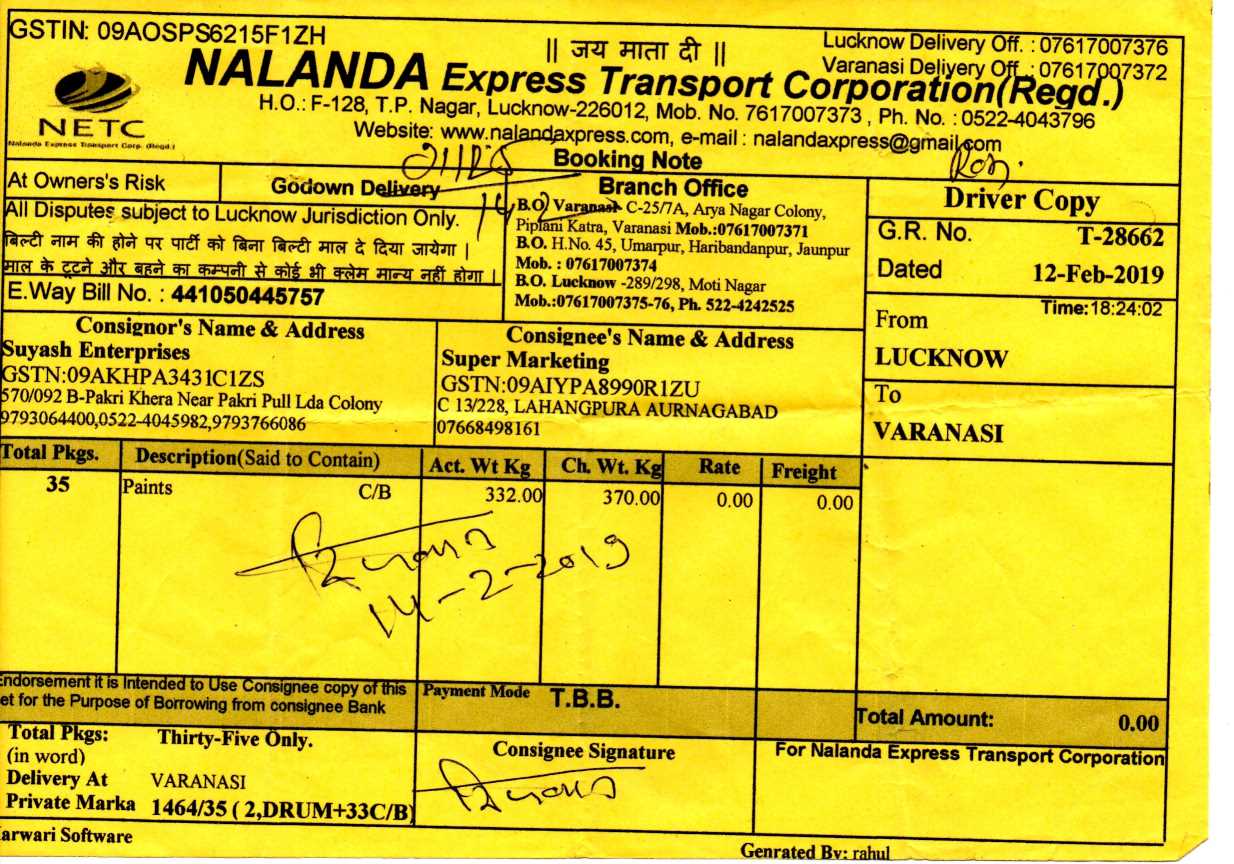 GSTIN: 09AOSPS6215F1ZH
|| जय माता दी ||
Lucknow Delivery Off. : 07617007376
Varanasi Delivery Off. : 07617007372
NALANDA Express Transport Corporation(Regd.)
NETC
Nalanda Express Transport Corp. (Regd.)
H.O.: F-128, T.P. Nagar, Lucknow-226012, Mob. No. 7617007373 , Ph. No. : 0522-4043796
Website: www.nalandaxpress.com, e-mail : nalandaxpress@gmail.com
Booking Note
At Owners's Risk
Godown Delivery
All Disputes subject to Lucknow Jurisdiction Only.
बिल्टी नाम की होने पर पार्टी को बिना बिल्टी माल दे दिया जायेगा |
माल के टूटने और बहने का कम्पनी से कोई भी क्लेम मान्य नहीं होगा |
E.Way Bill No. : 441050445757
Branch Office
B.O. Varanasi- C-25/7A, Arya Nagar Colony,
Piplani Katra, Varanasi Mob.:07617007371
B.O. H.No. 45, Umarpur, Haribandanpur, Jaunpur
Mob. : 07617007374
B.O. Lucknow -289/298, Moti Nagar
Mob.:07617007375-76, Ph. 522-4242525
Driver Copy
G.R. No. T-28662
Dated 12-Feb-2019
Time:18:24:02
From
LUCKNOW
To
VARANASI
Consignor's Name & Address
Suyash Enterprises
GSTN:09AKHPA3431C1ZS
570/092 B-Pakri Khera Near Pakri Pull Lda Colony
9793064400,0522-4045982,9793766086
Consignee's Name & Address
Super Marketing
GSTN:09AIYPA8990R1ZU
C 13/228, LAHANGPURA AURNAGABAD
07668498161
Total Pkgs. Description(Said to Contain) Act. Wt Kg Ch. Wt. Kg Rate Freight
35 Paints C/B 332.00 370.00 0.00 0.00
14-2-2019
Endorsement it is Intended to Use Consignee copy of this
et for the Purpose of Borrowing from consignee Bank
Payment Mode T.B.B.
Total Amount: 0.00
Total Pkgs: Thirty-Five Only.
(in word)
Delivery At VARANASI
Private Marka 1464/35 ( 2,DRUM+33C/B)
Consignee Signature
For Nalanda Express Transport Corporation
arwari Software
Genrated By: rahul